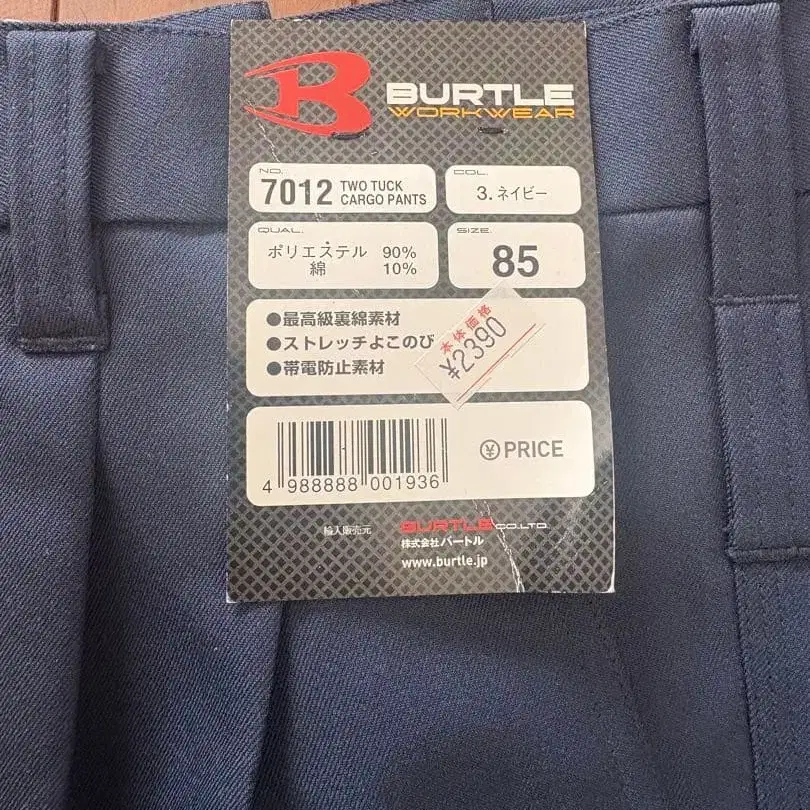 BURTLE
WORKWEAR
NO.
7012 TWO TUCK
CARGO PANTS
COL.
3.ネイビー
QUAL.
ポリエステル 90%
綿 10%
SIZE.
85
●最高級裏綿素材
●ストレッチよこのび
●帯電防止素材
本体価格
¥2390
4 988888 001936
¥ PRICE
輸入販売元
BURTLE CO.LTD.
株式会社バートル
www.burtle.jp